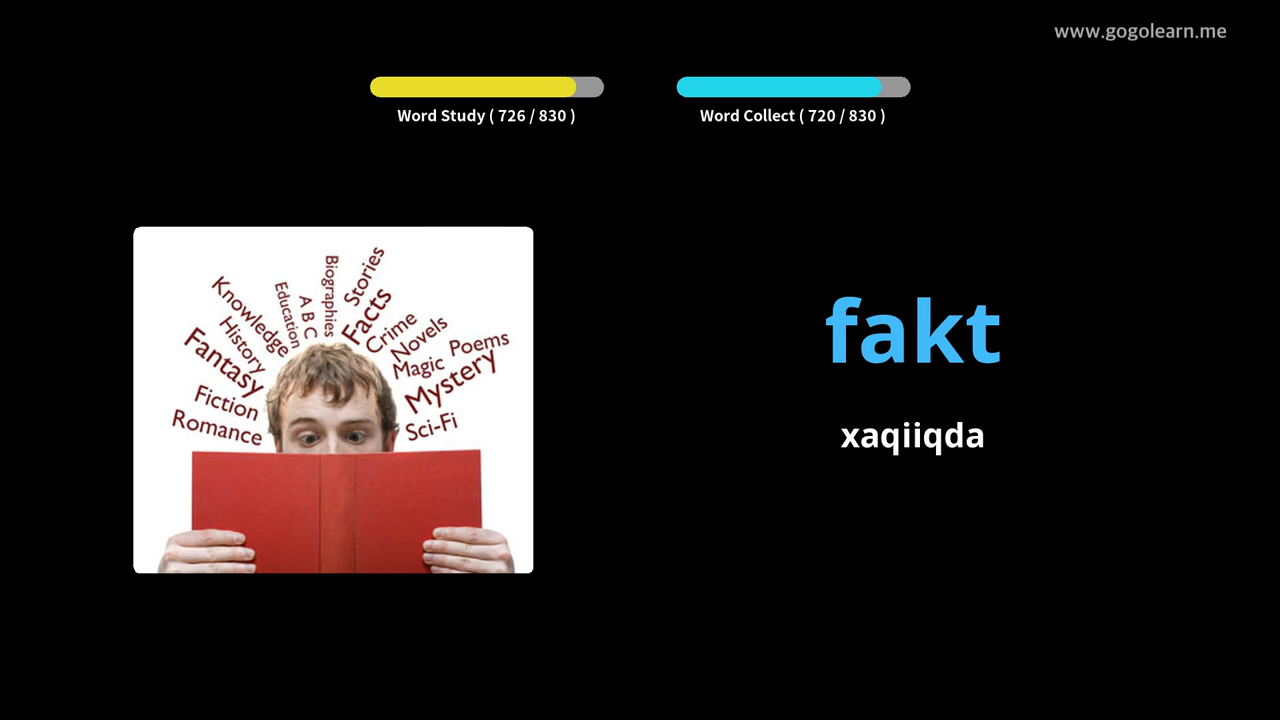 www.gogolearn.me
Word Study ( 726 / 830 )
Word Collect ( 720 / 830 )
Knowledge
Education
A B C
Biographies
Stories
Facts
Crime
Novels
Poems
History
Fantasy
Magic
Mystery
Fiction
Romance
Sci-Fi
fakt
xaqiiqda